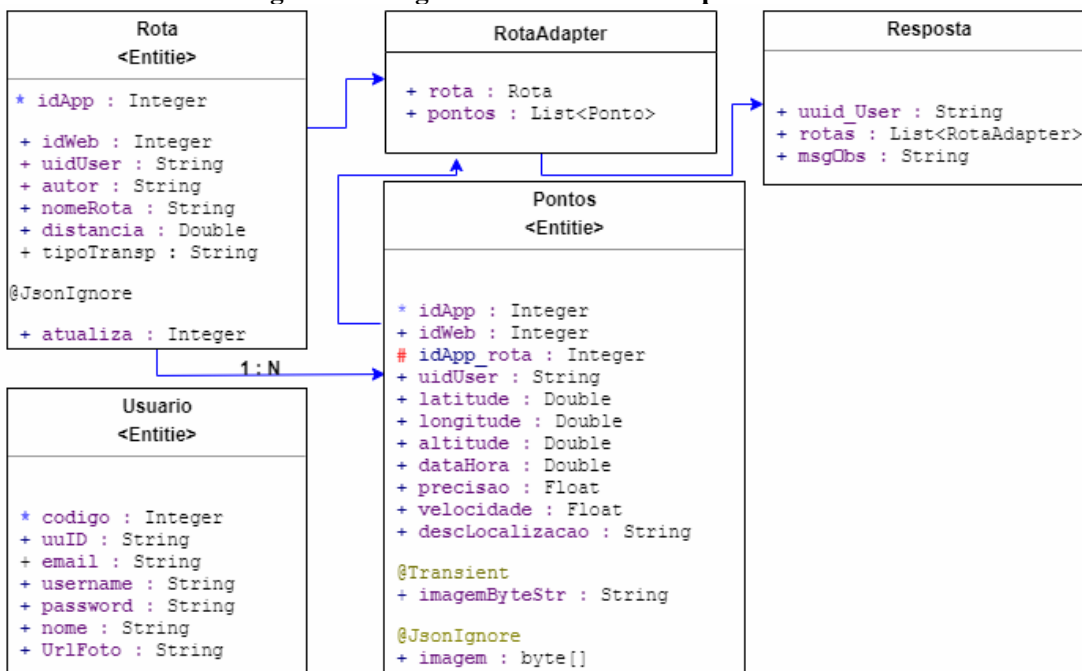 Rota
<Entitie>
* idApp : Integer
+ idWeb : Integer
+ uidUser : String
+ autor : String
+ nomeRota : String
+ distancia : Double
+ tipoTransp : String
@JsonIgnore
+ atualiza : Integer
RotaAdapter
+ rota : Rota
+ pontos : List<Ponto>
Resposta
+ uuid_User : String
+ rotas : List<RotaAdapter>
+ msgObs : String
1 : N
Pontos
<Entitie>
* idApp : Integer
+ idWeb : Integer
# idApp_rota : Integer
+ uidUser : String
+ latitude : Double
+ longitude : Double
+ altitude : Double
+ dataHora : Double
+ precisao : Float
+ velocidade : Float
+ descLocalizacao : String
@Transient
+ imagemByteStr : String
@JsonIgnore
+ imagem : byte[]
Usuario
<Entitie>
* codigo : Integer
+ uuID : String
+ email : String
+ username : String
+ password : String
+ nome : String
+ UrlFoto : String